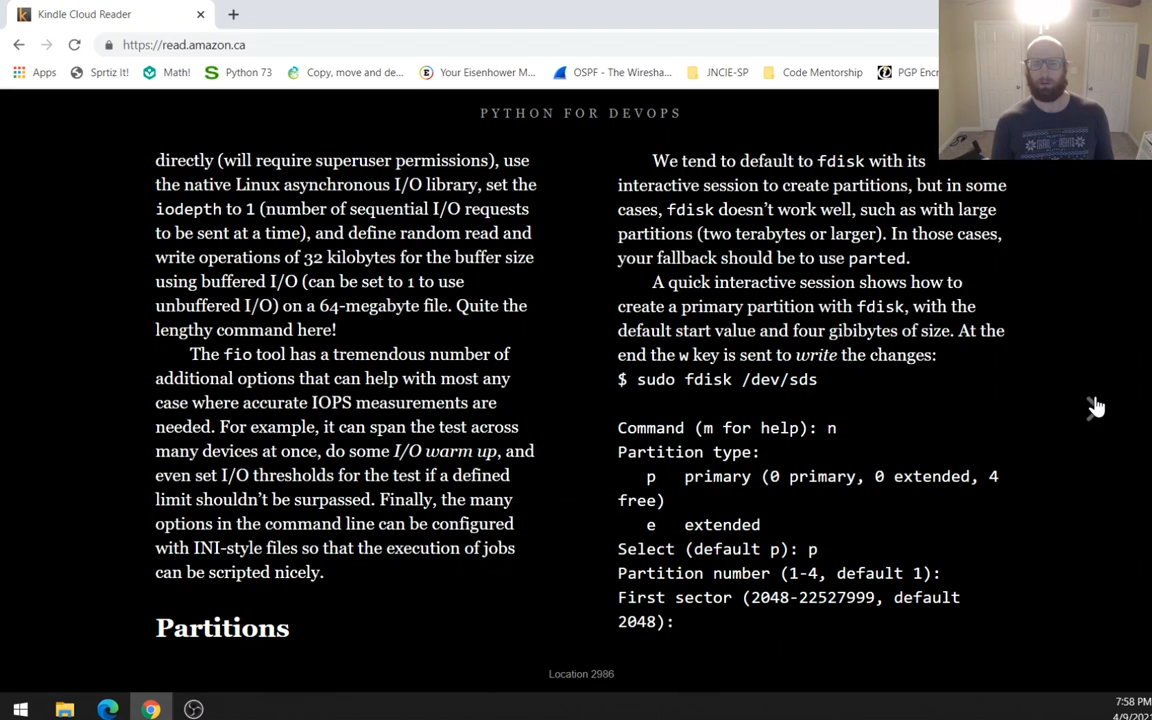 Kindle Cloud Reader
https://read.amazon.ca
Apps
Sprtiz It!
Math!
Python 73
Copy, move and de...
Your Eisenhower M...
OSPF - The Wiresha...
JNCIE-SP
Code Mentorship
PGP Encr
PYTHON FOR DEVOPS
directly (will require superuser permissions), use
the native Linux asynchronous I/O library, set the
iodepth to 1 (number of sequential I/O requests
to be sent at a time), and define random read and
write operations of 32 kilobytes for the buffer size
using buffered I/O (can be set to 1 to use
unbuffered I/O) on a 64-megabyte file. Quite the
lengthy command here!
The fio tool has a tremendous number of
additional options that can help with most any
case where accurate IOPS measurements are
needed. For example, it can span the test across
many devices at once, do some I/O warm up, and
even set I/O thresholds for the test if a defined
limit shouldn't be surpassed. Finally, the many
options in the command line can be configured
with INI-style files so that the execution of jobs
can be scripted nicely.
Partitions
We tend to default to fdisk with its
interactive session to create partitions, but in some
cases, fdisk doesn't work well, such as with large
partitions (two terabytes or larger). In those cases,
your fallback should be to use parted.
A quick interactive session shows how to
create a primary partition with fdisk, with the
default start value and four gibibytes of size. At the
end the w key is sent to write the changes:
$ sudo fdisk /dev/sds
Command (m for help): n
Partition type:
p primary (0 primary, 0 extended, 4
free)
e extended
Select (default p): p
Partition number (1-4, default 1):
First sector (2048-22527999, default
2048):
Location 2986
7:58 PM
4/9/202